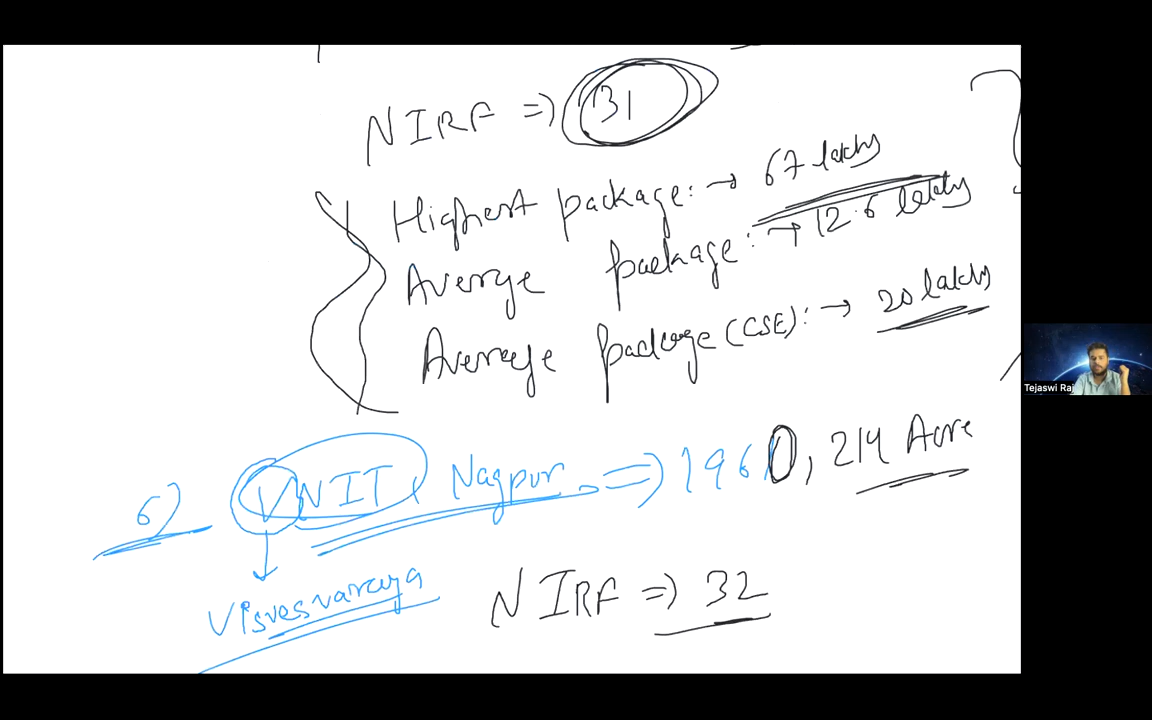 NIRF => 31
Highest package :→ 67 lakhs
Average package :→ 12.6 lakhs
Average package (CSE) :→ 20 lakhs
6) VNIT, Nagpur => 1960, 214 Acre
Visvesvaraya
NIRF => 32
Tejaswi Raj